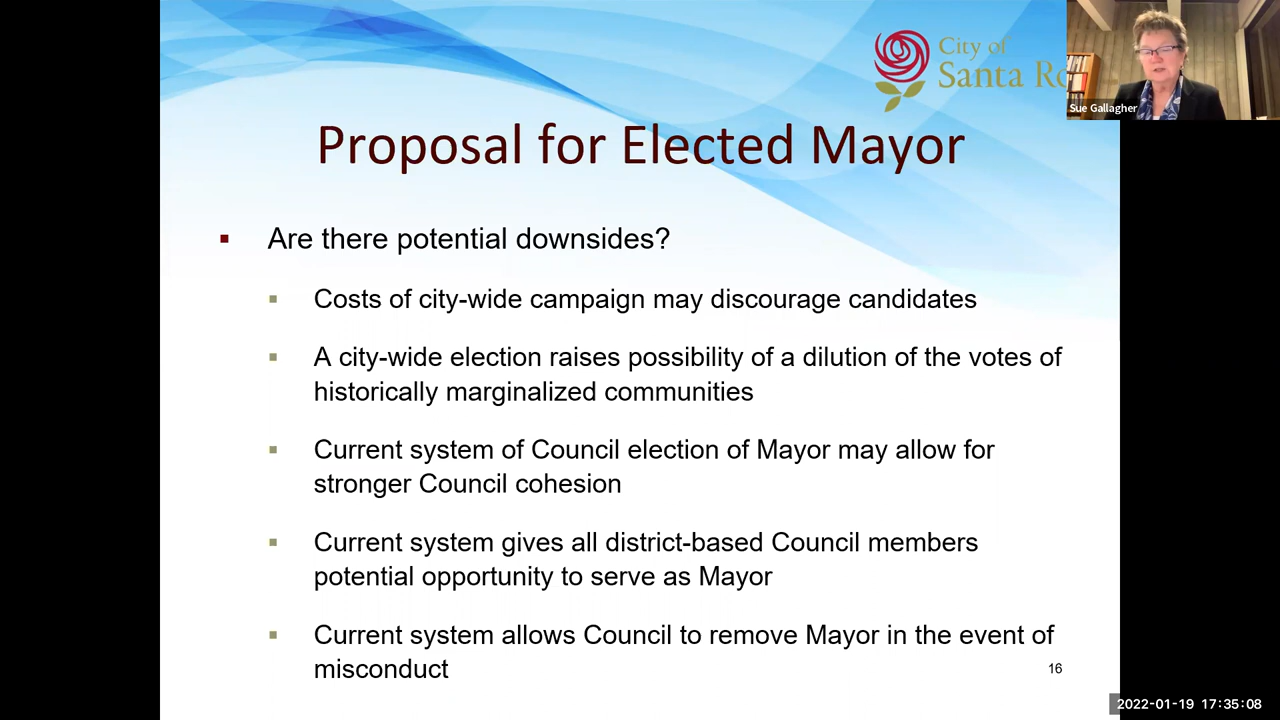 City of
Santa Ro
Sue Gallagher
Proposal for Elected Mayor
Are there potential downsides?
Costs of city-wide campaign may discourage candidates
A city-wide election raises possibility of a dilution of the votes of
historically marginalized communities
Current system of Council election of Mayor may allow for
stronger Council cohesion
Current system gives all district-based Council members
potential opportunity to serve as Mayor
Current system allows Council to remove Mayor in the event of
misconduct
16
2022-01-19 17:35:08